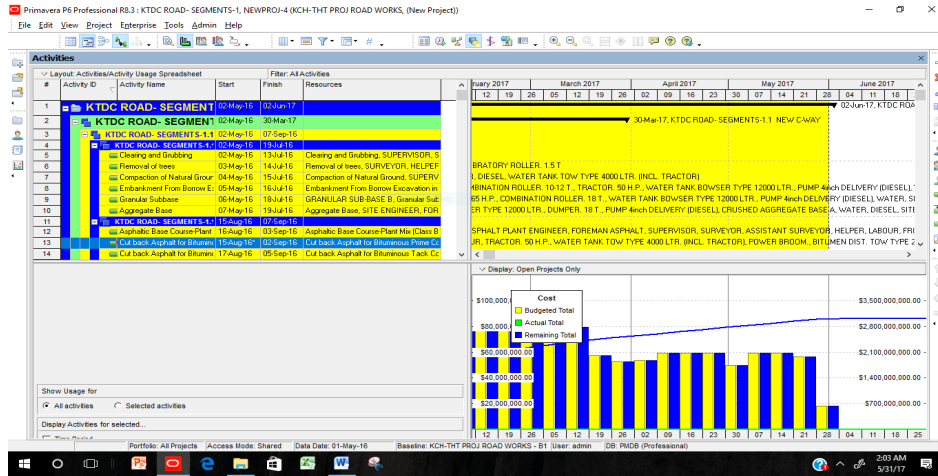 Primavera P6 Professional R8.3 : KTDC ROAD- SEGMENTS-1, NEWPROJ-4 (KCH-THT PROJ ROAD WORKS, (New Project))
File Edit View Project Enterprise Tools Admin Help
Activities
Layout: Activities/Activity Usage Spreadsheet Filter: All Activities
# Activity ID Activity Name Start Finish Resources
1 KTDC ROAD- SEGMENT 02-May-16 02-Jun-17
2 KTDC ROAD- SEGMENT 02-May-16 30-Mar-17
3 KTDC ROAD- SEGMENTS-1.1 02-May-16 07-Sep-16
4 KTDC ROAD- SEGMENTS-1. 02-May-16 19-Jul-16
5 Clearing and Grubbing 02-May-16 13-Jul-16 Clearing and Grubbing, SUPERVISOR, S
6 Removal of trees 03-May-16 14-Jul-16 Removal of trees, SURVEYOR, HELPEF
7 Compaction of Natural Groun 04-May-16 15-Jul-16 Compaction of Natural Ground, SUPERV
8 Embankment From Borrow E: 05-May-16 16-Jul-16 Embankment From Borrow Excavation in
9 Granular Subbase 06-May-16 18-Jul-16 GRANULAR SUB-BASE B, Granular Sub
10 Aggregate Base 07-May-16 19-Jul-16 Aggregate Base, SITE ENGINEER, FOR
11 KTDC ROAD- SEGMENTS-1. 15-Aug-16 07-Sep-16
12 Asphaltic Base Course-Plant 16-Aug-16 03-Sep-16 Asphaltic Base Course-Plant Mix (Class B
13 Cut back Asphalt for Bitumini 15-Aug-16* 02-Sep-16 Cut back Asphalt for Bituminous Prime Co
14 Cut back Asphalt for Bitumini 17-Aug-16 05-Sep-16 Cut back Asphalt for Bituminous Tack Cc
ruary 2017 March 2017 April 2017 May 2017 June 2017
12 19 26 05 12 19 26 02 09 16 23 30 07 14 21 28 04 11 18
02-Jun-17, KTDC ROA
30-Mar-17, KTDC ROAD- SEGMENTS-1.1 NEW C-WAY
BRATORY ROLLER. 1.5 T
, DIESEL, WATER TANK TOW TYPE 4000 LTR. (INCL. TRACTOR)
MBINATION ROLLER. 10-12 T., TRACTOR. 50 H.P., WATER TANK BOWSER TYPE 12000 LTR., PUMP 4inch DELIVERY (DIESEL),
65 H.P., COMBINATION ROLLER. 18 T., WATER TANK BOWSER TYPE 12000 LTR., PUMP 4inch DELIVERY (DIESEL), WATER, SI
ER TYPE 12000 LTR., DUMPER. 18 T., PUMP 4inch DELIVERY (DIESEL), CRUSHED AGGREGATE BASE A, WATER, DIESEL, SITE
SPHALT PLANT ENGINEER, FOREMAN ASPHALT, SUPERVISOR, SURVEYOR, ASSISTANT SURVEYOR, HELPER, LABOUR, FRI
R, TRACTOR. 50 H.P., WATER TANK TOW TYPE 4000 LTR. (INCL. TRACTOR), POWER BROOM., BITUMEN DIST. TOW TYPE 2
Display: Open Projects Only
Cost
Budgeted Total
Actual Total
Remaining Total
$100,000, $3,500,000,000.00
$80,000, $2,800,000,000.00
$60,000,000.00 $2,100,000,000.00
$40,000,000.00 $1,400,000,000.00
$20,000,000.00 $700,000,000.00
12 19 26 05 12 19 26 02 09 16 23 30 07 14 21 28 04 11 18 25
Show Usage for
All activities Selected activities
Display Activities for selected...
Time Period
Portfolio: All Projects Access Mode: Shared Data Date: 01-May-16 Baseline: KCH-THT PROJ ROAD WORKS - B1 User: admin DB: PMDB (Professional)
2:03 AM
5/31/17